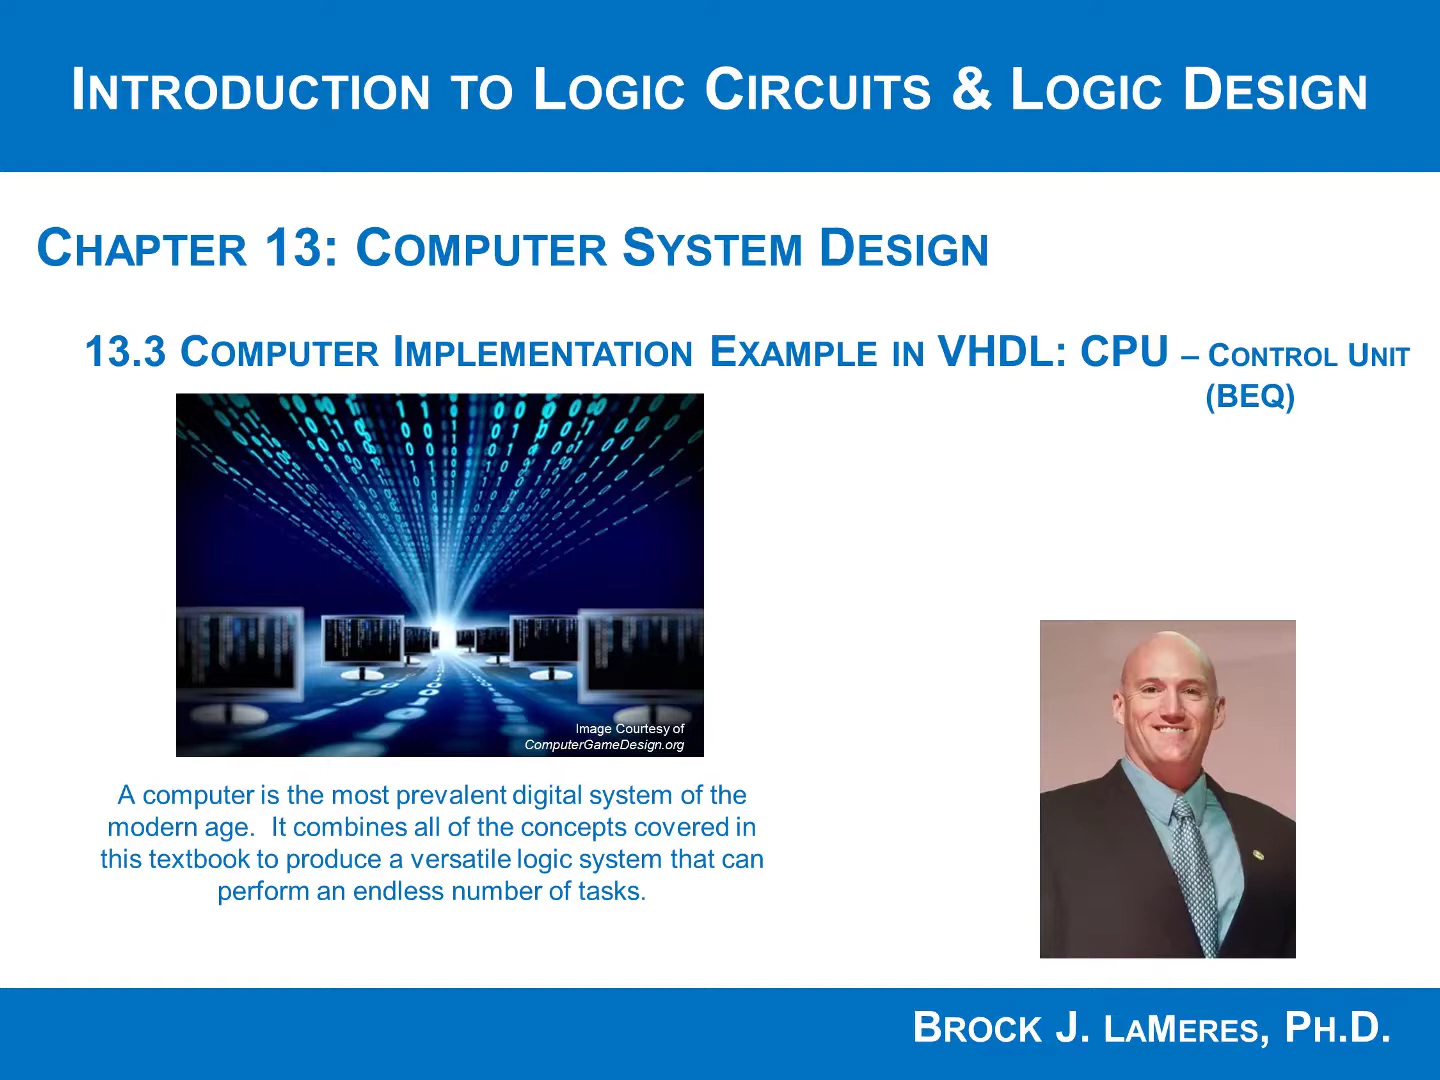 INTRODUCTION TO LOGIC CIRCUITS & LOGIC DESIGN
CHAPTER 13: COMPUTER SYSTEM DESIGN
13.3 COMPUTER IMPLEMENTATION EXAMPLE IN VHDL: CPU – CONTROL UNIT
(BEQ)
Image Courtesy of
ComputerGameDesign.org
A computer is the most prevalent digital system of the
modern age.  It combines all of the concepts covered in
this textbook to produce a versatile logic system that can
perform an endless number of tasks.
BROCK J. LAMERES, PH.D.